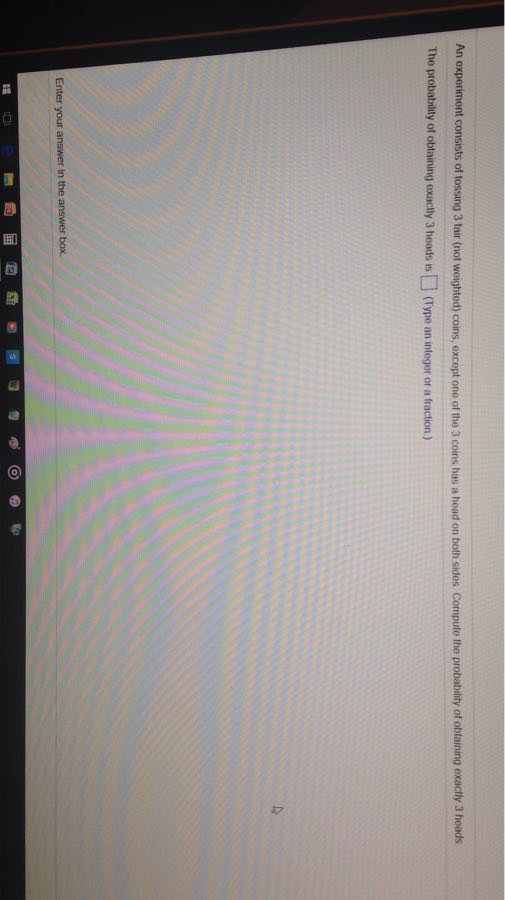 An experiment consists of tossing 3 fair (not weighted) coins, except one of the 3 coins has a head on both sides. Compute the probability of obtaining exactly 3 heads.
The probability of obtaining exactly 3 heads is . (Type an integer or a fraction.)
Enter your answer in the answer box.